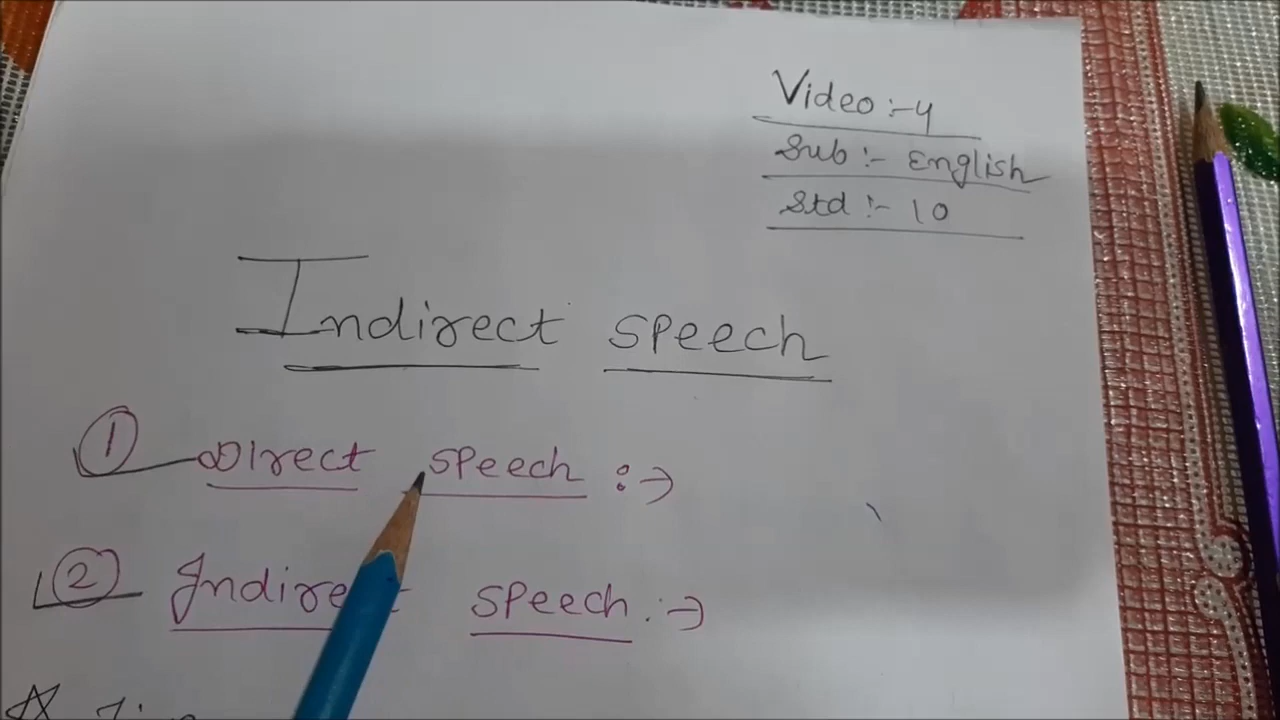 Video :- 4
Sub :- English
Std :- 10
Indirect speech
① Direct speech :→
② Indirect speech :→